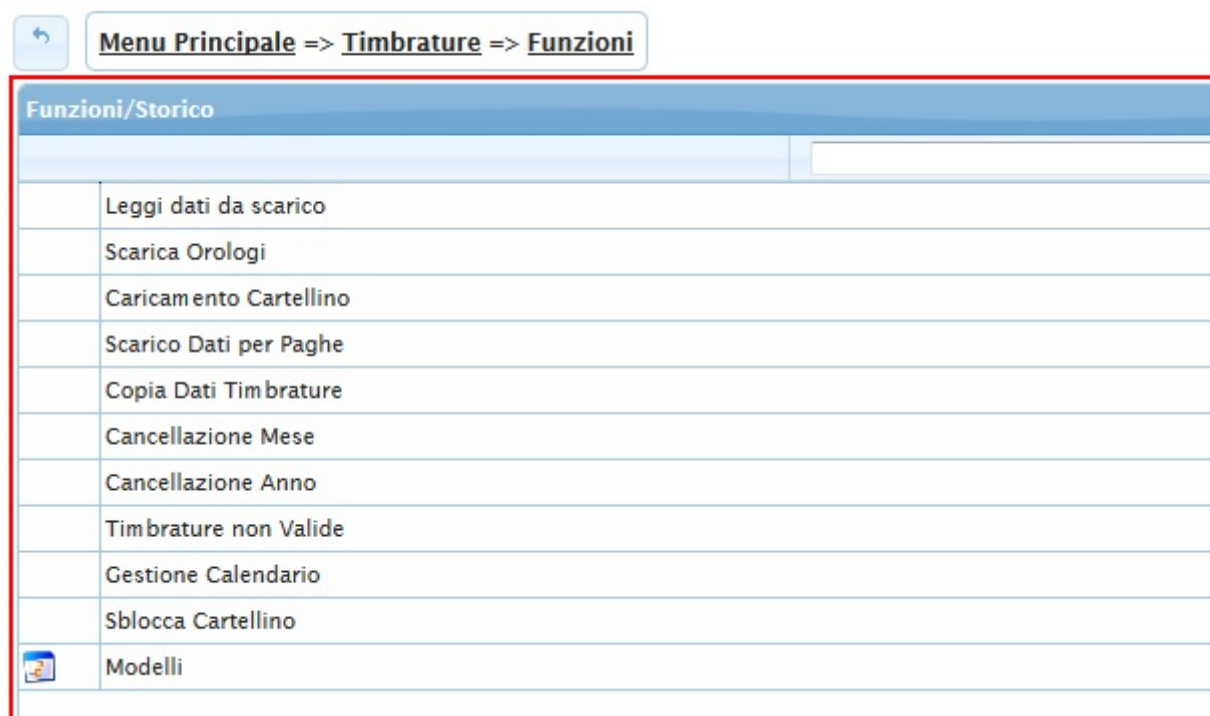 Menu Principale => Timbrature => Funzioni
Funzioni/Storico
Leggi dati da scarico
Scarica Orologi
Caricamento Cartellino
Scarico Dati per Paghe
Copia Dati Timbrature
Cancellazione Mese
Cancellazione Anno
Timbrature non Valide
Gestione Calendario
Sblocca Cartellino
Modelli